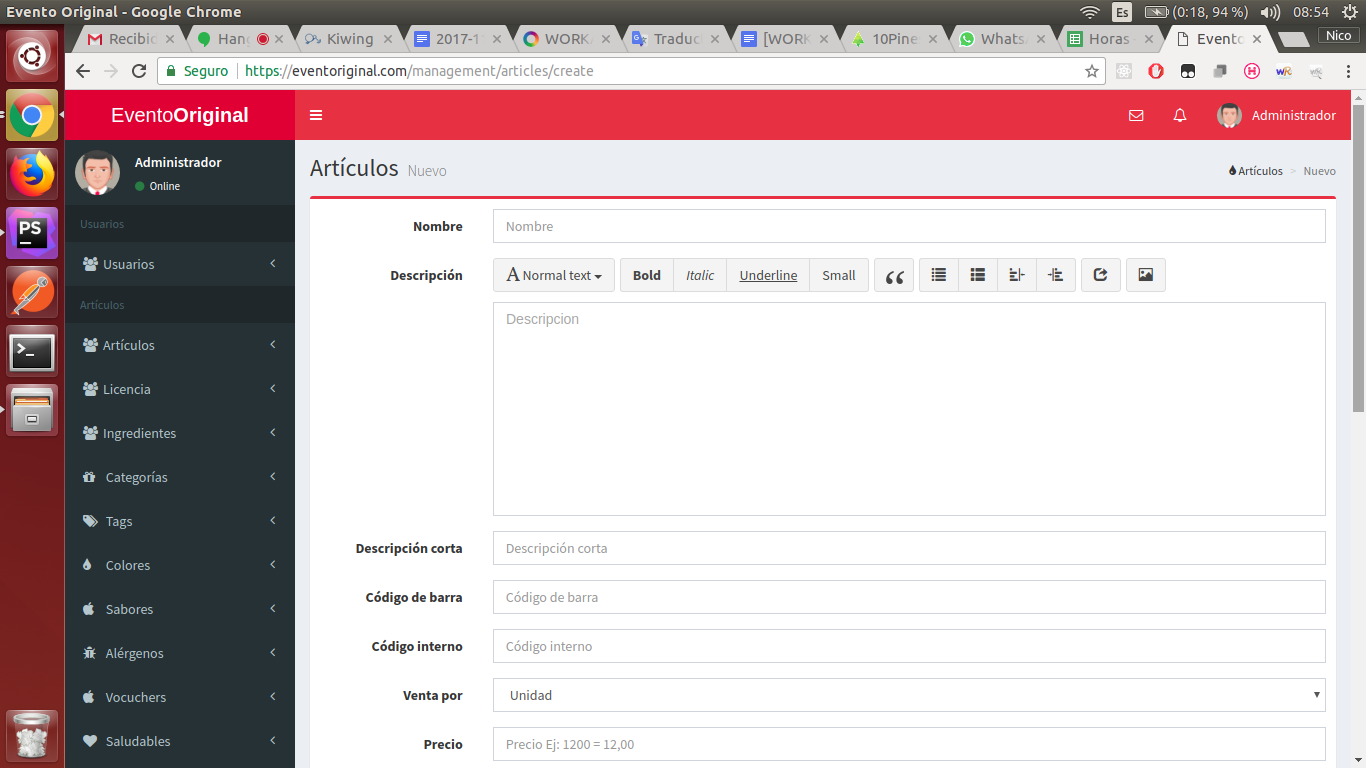 Evento Original - Google Chrome
Es
(0:18, 94 %)
08:54
Recibid
Hang
Kiwing
2017-1
WORK
Traduc
[WORK
10Pine
Whats
Horas
Evento
Nico
Seguro
https://eventoriginal.com/management/articles/create
EventoOriginal
Administrador
Administrador
Online
Usuarios
Usuarios
Artículos
Artículos
Licencia
Ingredientes
Categorías
Tags
Colores
Sabores
Alérgenos
Vocuchers
Saludables
Artículos Nuevo
Artículos > Nuevo
Nombre
Nombre
Descripción
A Normal text
Bold
Italic
Underline
Small
Descripcion
Descripción corta
Descripción corta
Código de barra
Código de barra
Código interno
Código interno
Venta por
Unidad
Precio
Precio Ej: 1200 = 12,00
PS